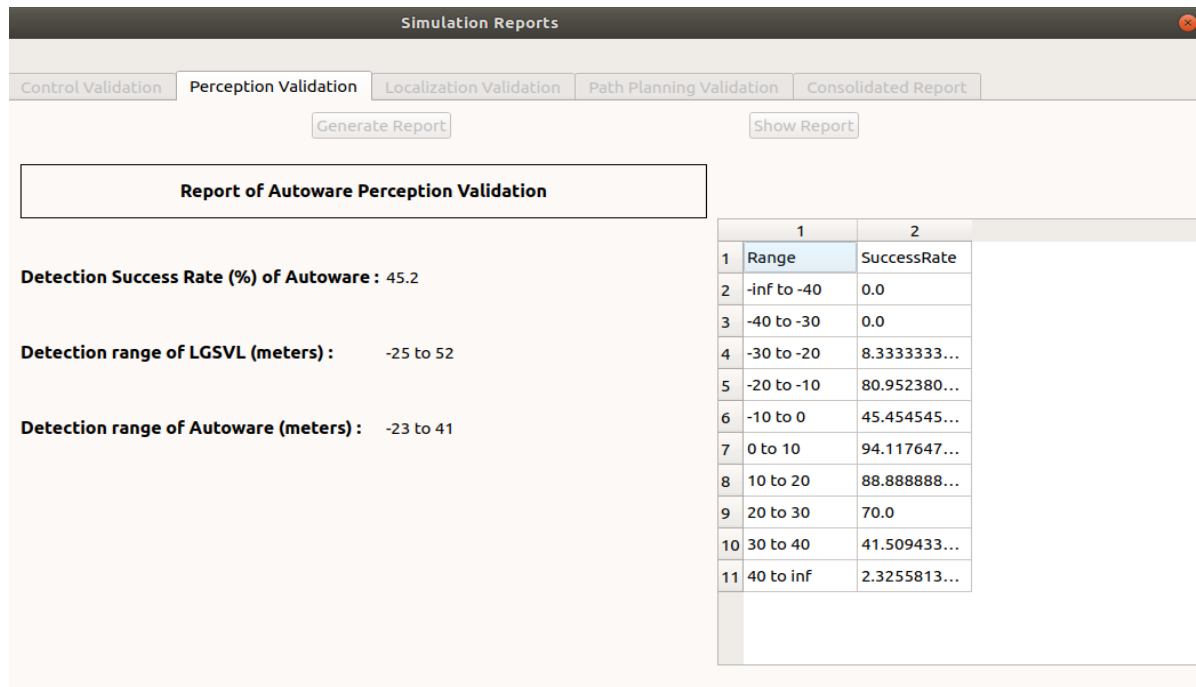 Simulation Reports
Control Validation Perception Validation Localization Validation Path Planning Validation Consolidated Report
Generate Report Show Report
Report of Autoware Perception Validation
Detection Success Rate (%) of Autoware : 45.2
Detection range of LGSVL (meters) : -25 to 52
Detection range of Autoware (meters) : -23 to 41
1 2
1 Range SuccessRate
2 -inf to -40 0.0
3 -40 to -30 0.0
4 -30 to -20 8.3333333...
5 -20 to -10 80.952380...
6 -10 to 0 45.454545...
7 0 to 10 94.117647...
8 10 to 20 88.888888...
9 20 to 30 70.0
10 30 to 40 41.509433...
11 40 to inf 2.3255813...